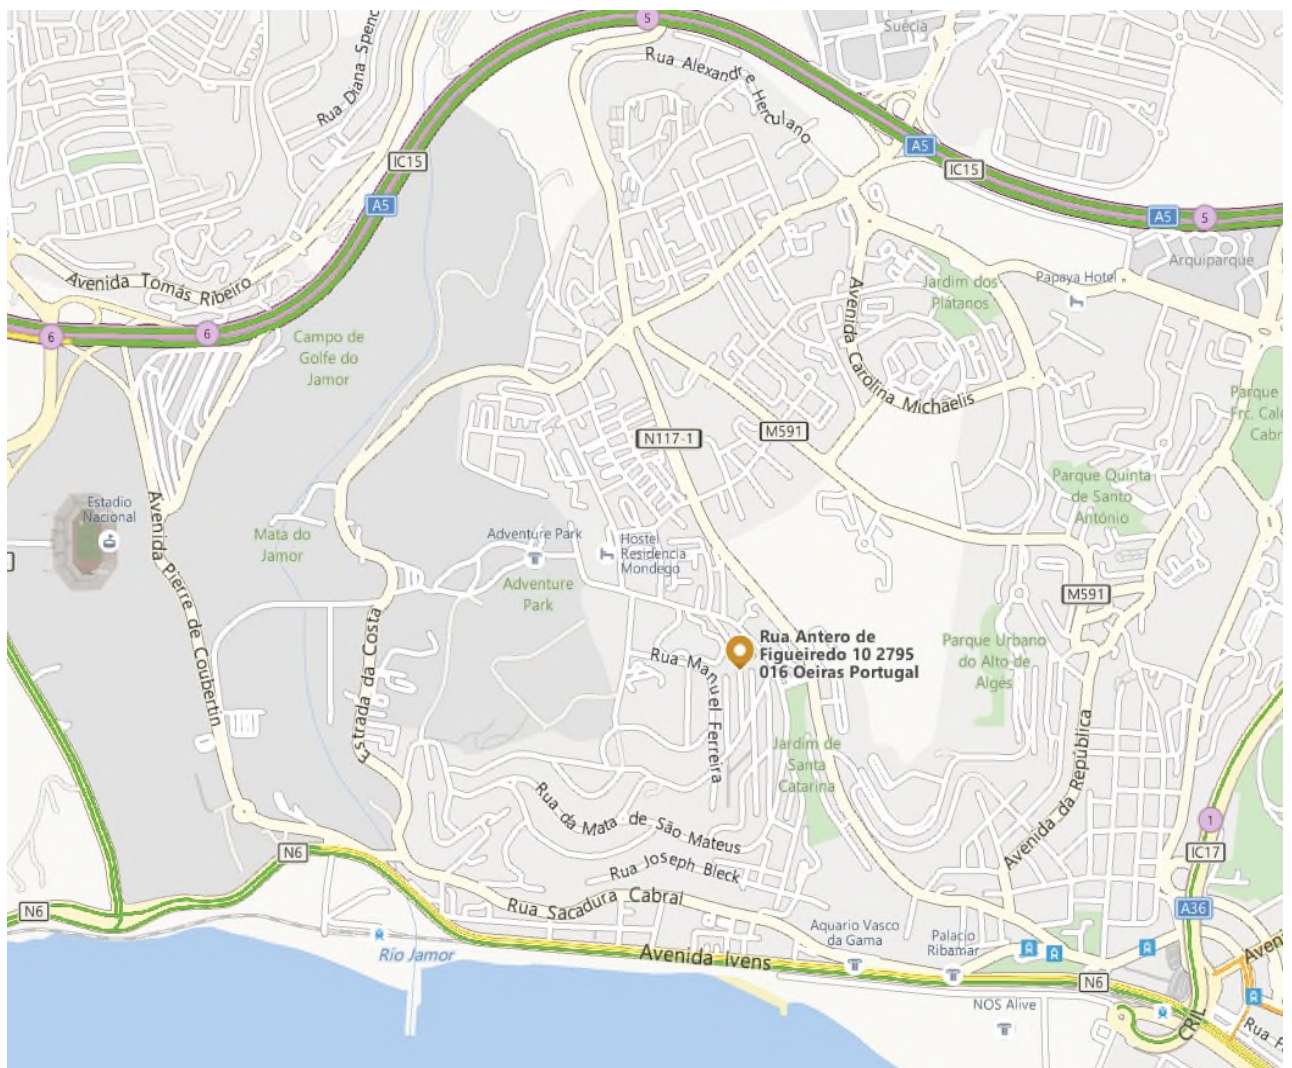 5
Suécia
Rua Alexandre Herculano
Rua Diana Spenc
A5
IC15
IC15
A5
A5
5
Arquiparque
Avenida Tomás Ribeiro
Jardim dos
Plátanos
Papaya Hotel
6
6
Campo de
Golfe do
Jamor
Avenida Carolina Michaelis
Parque
Frc. Cal
Cabr
N117-1
M591
Parque Quinta
de Santo
António
Estadio
Nacional
Avenida Pierre de Coubertin
Mata do
Jamor
Adventure Park
Hostel
Residencia
Mondego
Adventure
Park
M591
Estrada da Costa
Rua Manuel Ferreira
Rua Antero de
Figueiredo 10 2795
016 Oeiras Portugal
Parque Urbano
do Alto de
Algés
Jardim de
Santa
Catarina
Avenida da República
Rua da Mata de São Mateus
1
N6
Rua Joseph Bleck
IC17
Rua Sacadura Cabral
N6
A36
Aquario Vasco
da Gama
Palacio
Ribamar
Río Jamor
Avenida Ivens
Aveni
N6
NOS Alive
CRIL
Rua